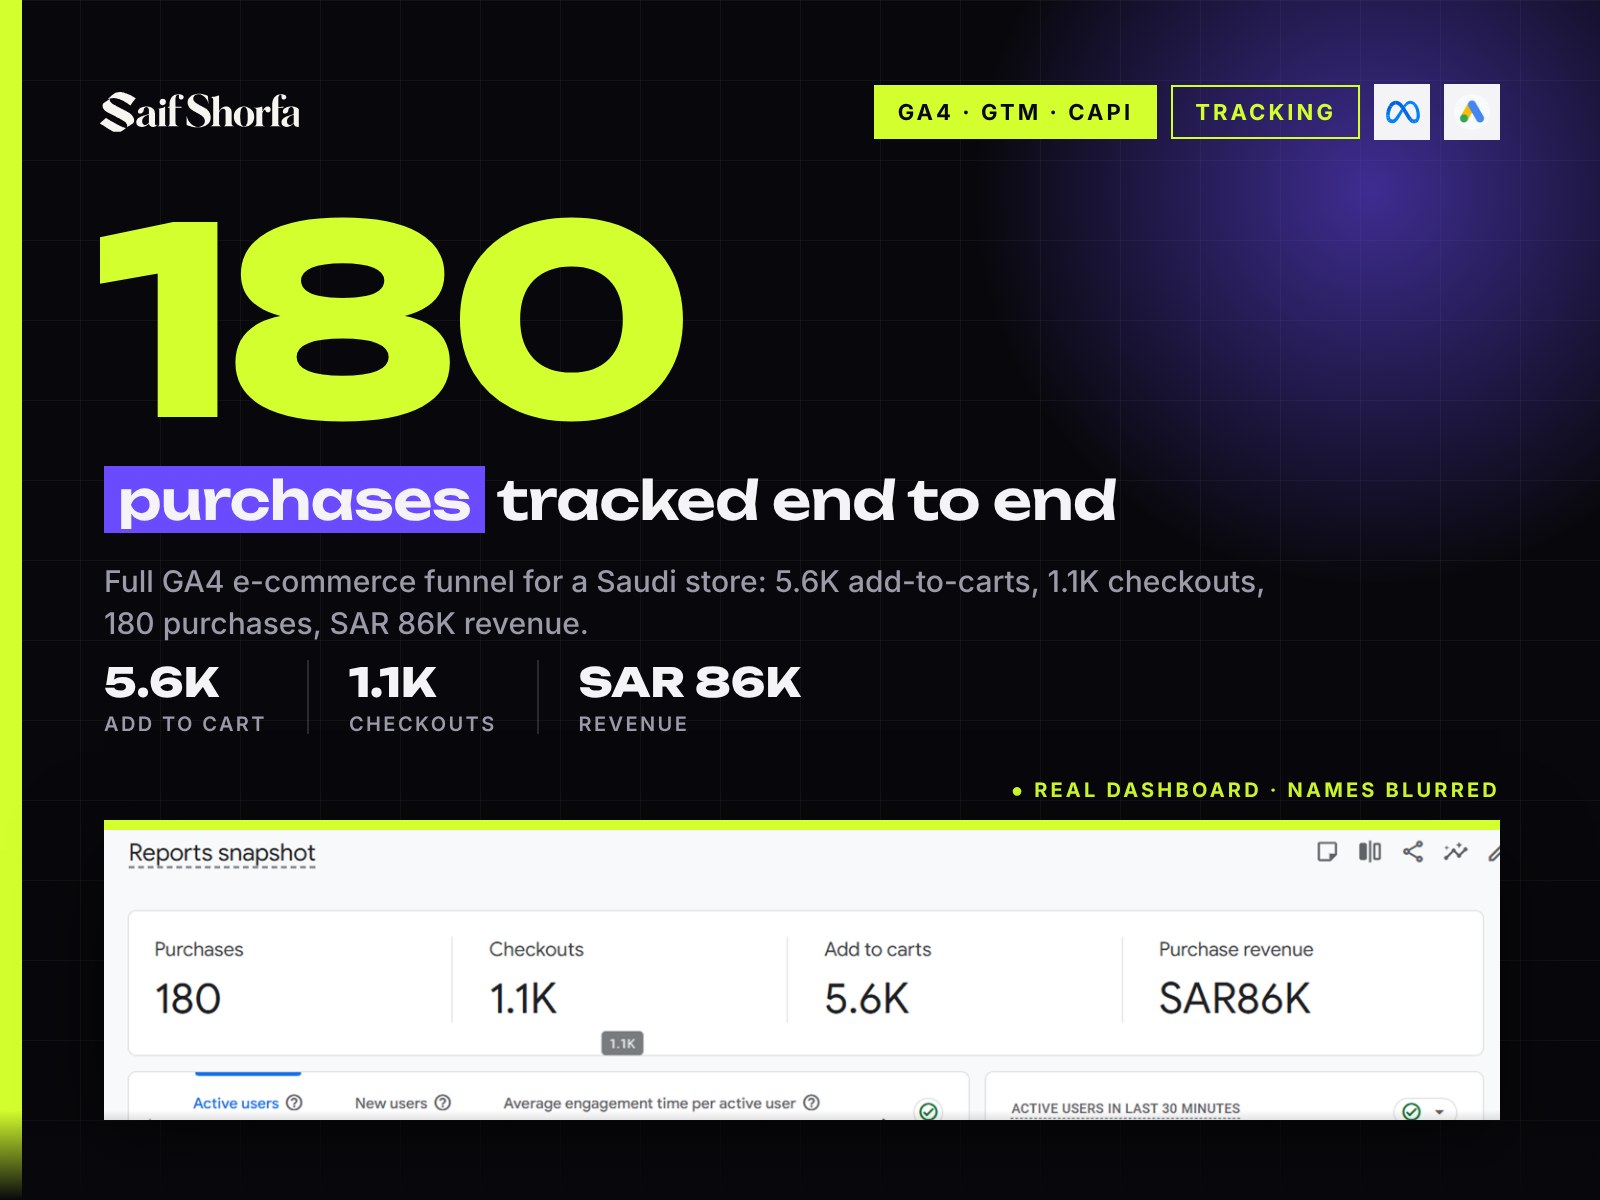 Saif Shorfa
GA4 · GTM · CAPI
TRACKING
180
purchases tracked end to end
Full GA4 e-commerce funnel for a Saudi store: 5.6K add-to-carts, 1.1K checkouts,
180 purchases, SAR 86K revenue.
5.6K
ADD TO CART
1.1K
CHECKOUTS
SAR 86K
REVENUE
● REAL DASHBOARD · NAMES BLURRED
Reports snapshot
Purchases
180
Checkouts
1.1K
Add to carts
5.6K
Purchase revenue
SAR86K
1.1K
Active users
New users
Average engagement time per active user
ACTIVE USERS IN LAST 30 MINUTES